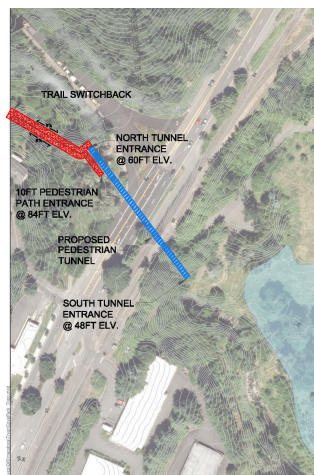 TRAIL SWITCHBACK
NORTH TUNNEL
ENTRANCE
@ 60FT ELV.
10FT PEDESTRIAN
PATH ENTRANCE
@ 84FT ELV.
PROPOSED
PEDESTRIAN
TUNNEL
SOUTH TUNNEL
ENTRANCE
@ 48FT ELV.